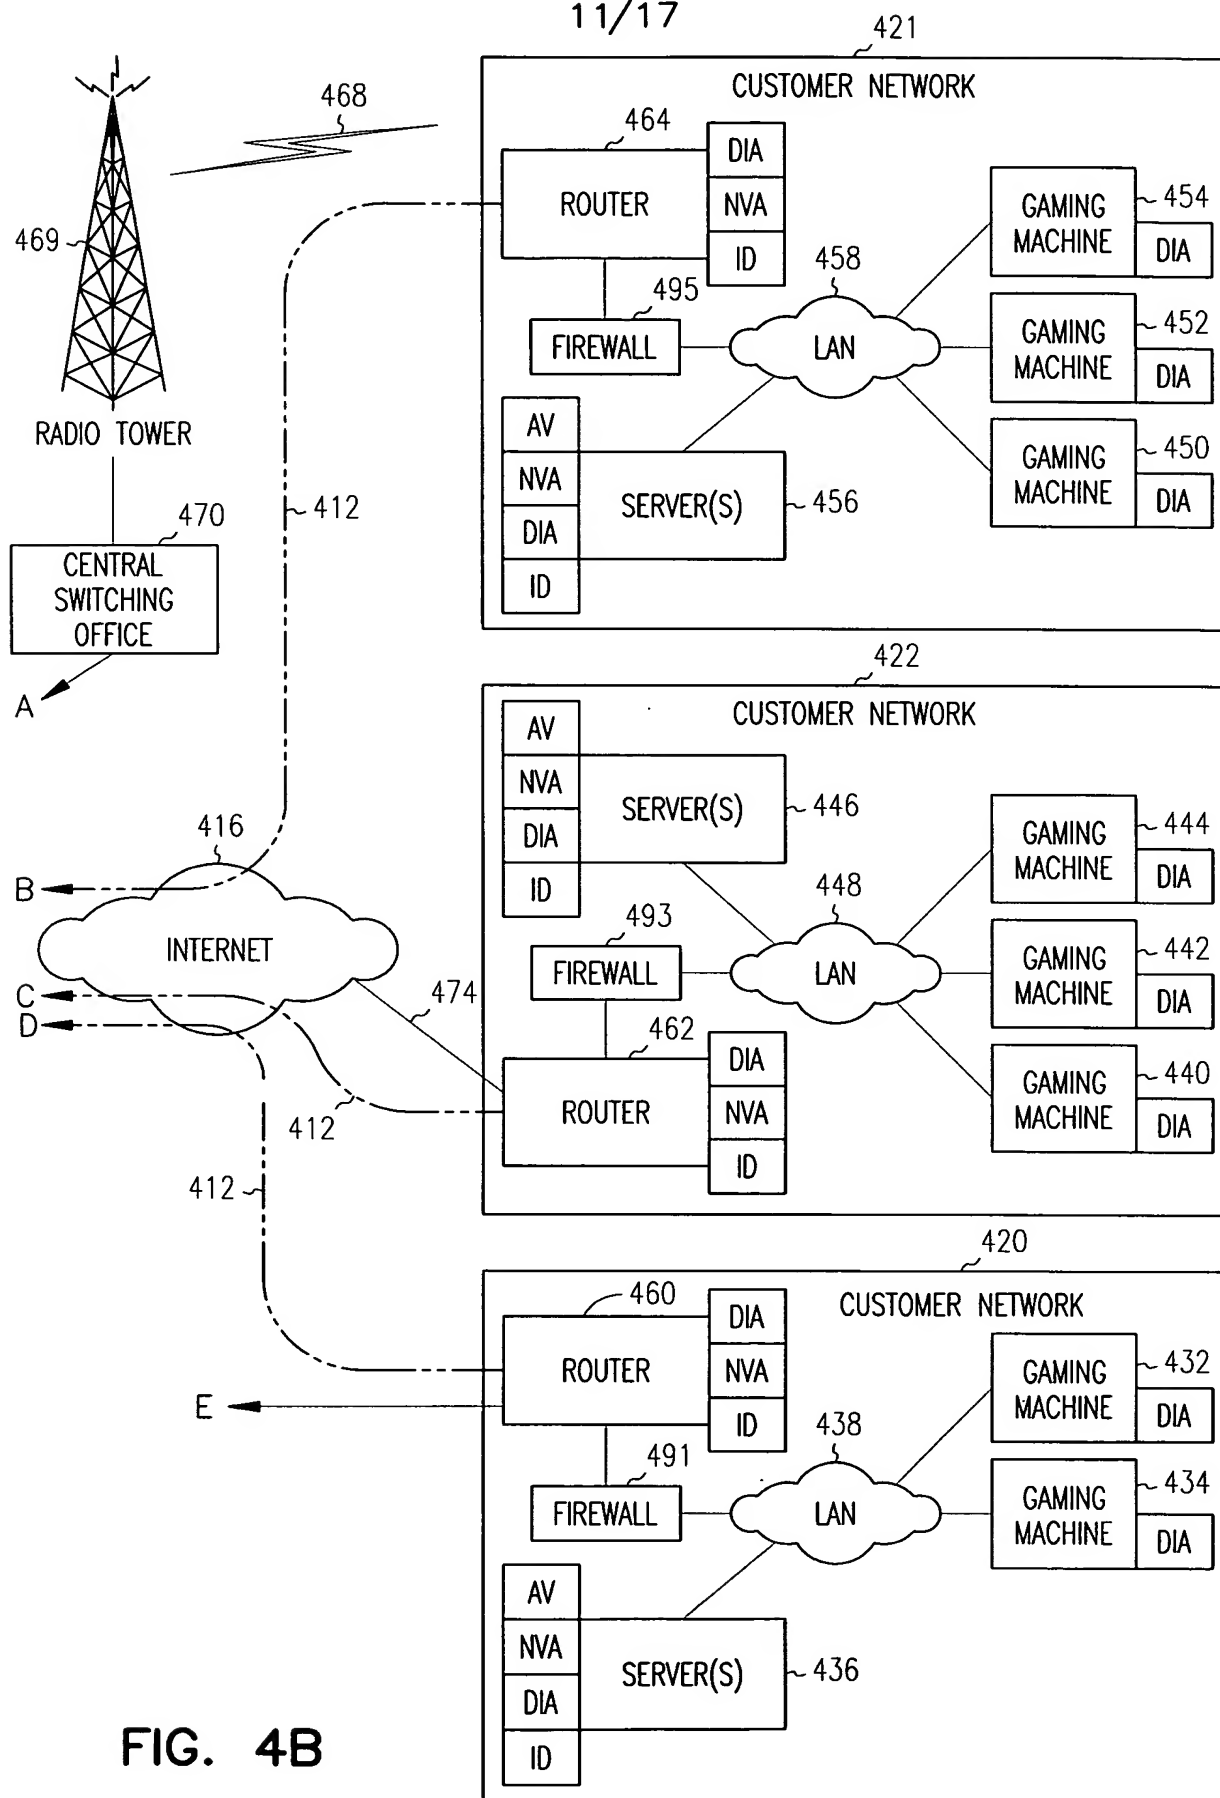 11/17
421
CUSTOMER NETWORK
468
464
DIA
ROUTER
NVA
ID
469
GAMING
MACHINE
454
DIA
458
495
FIREWALL
LAN
GAMING
MACHINE
452
DIA
RADIO TOWER
AV
NVA
DIA
ID
SERVER(S)
456
GAMING
MACHINE
450
DIA
412
470
CENTRAL
SWITCHING
OFFICE
A
422
CUSTOMER NETWORK
AV
NVA
DIA
ID
SERVER(S)
446
GAMING
MACHINE
444
DIA
416
B
INTERNET
448
493
FIREWALL
LAN
GAMING
MACHINE
442
DIA
C
D
474
462
ROUTER
DIA
NVA
ID
GAMING
MACHINE
440
DIA
412
412
420
CUSTOMER NETWORK
460
ROUTER
DIA
NVA
ID
E
GAMING
MACHINE
432
DIA
438
491
FIREWALL
LAN
GAMING
MACHINE
434
DIA
AV
NVA
DIA
ID
SERVER(S)
436
FIG. 4B